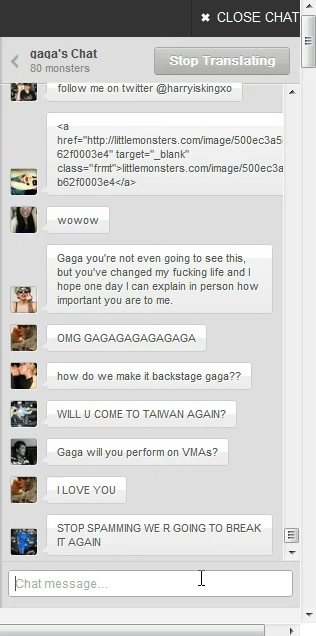 ✖ CLOSE CHAT
gaga's Chat
80 monsters
Stop Translating
follow me on twitter @harryiskingxo
<a
href="http://littlemonsters.com/image/500ec3a5
62f0003e4" target="_blank"
class="frmt">littlemonsters.com/image/500ec3a
b62f0003e4</a>
wowow
Gaga you're not even going to see this,
but you've changed my fucking life and I
hope one day I can explain in person how
important you are to me.
OMG GAGAGAGAGAGAGA
how do we make it backstage gaga??
WILL U COME TO TAIWAN AGAIN?
Gaga will you perform on VMAs?
I LOVE YOU
STOP SPAMMING WE R GOING TO BREAK
IT AGAIN
Chat message...